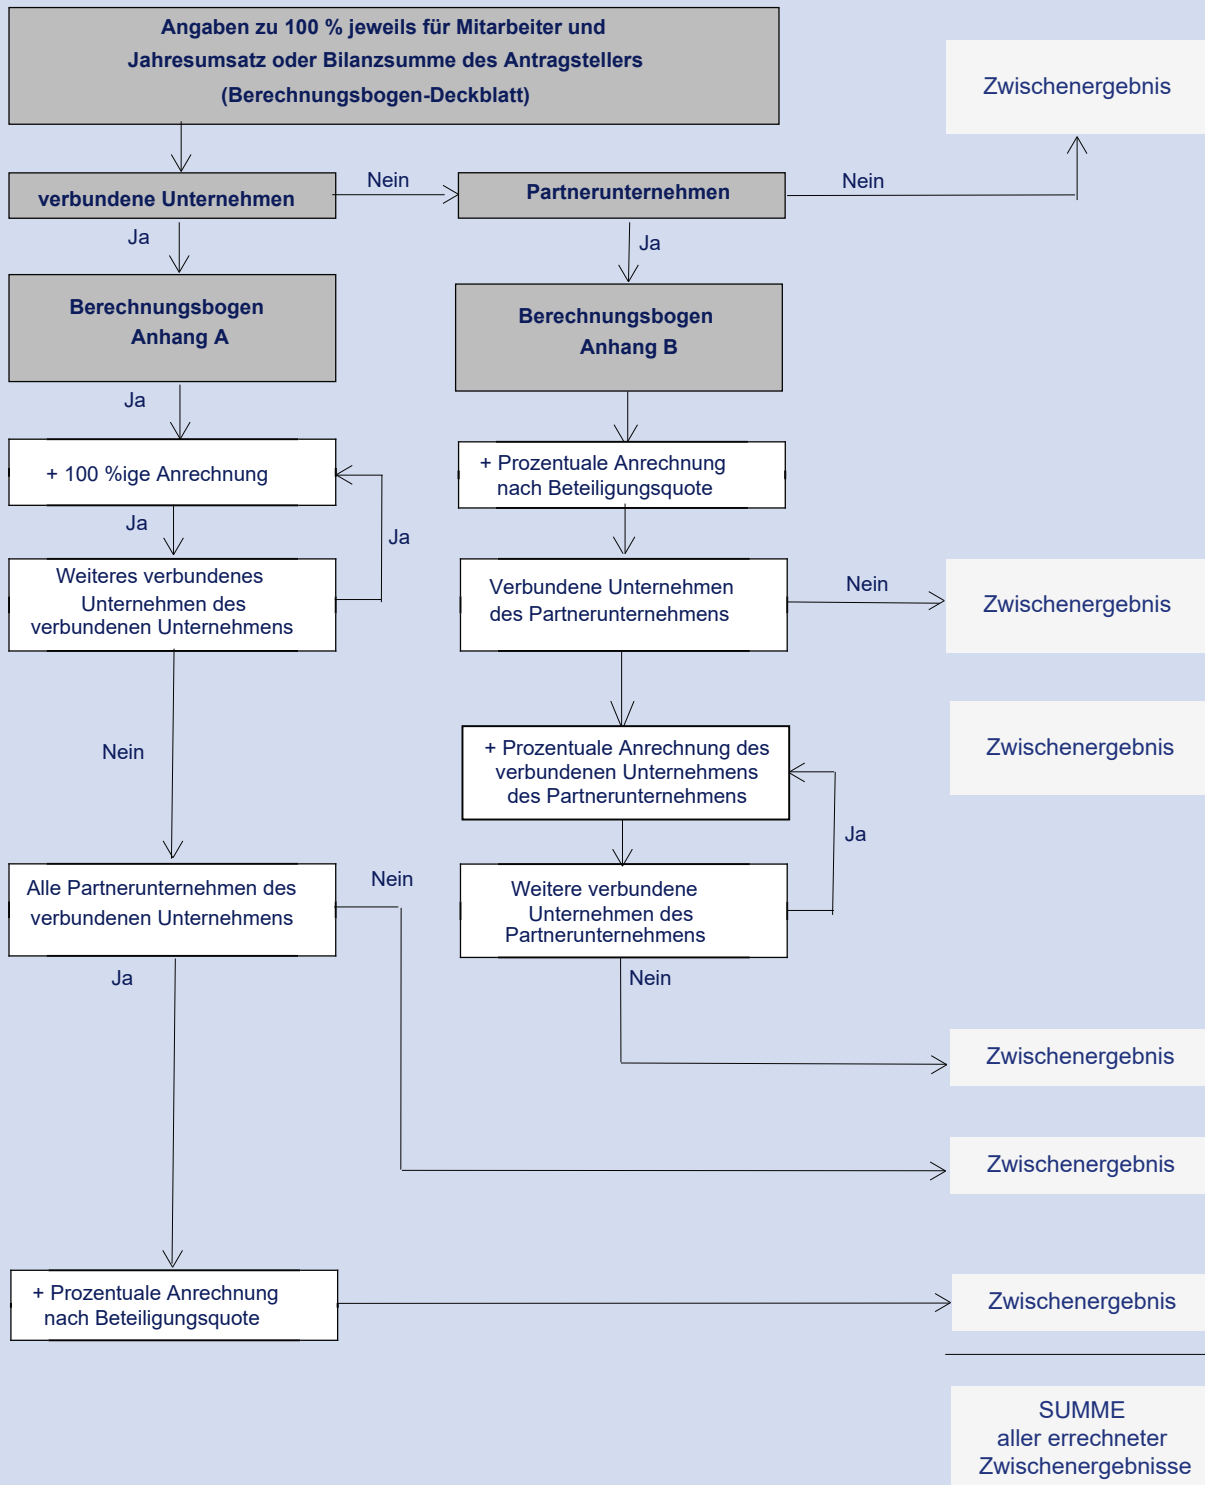 Angaben zu 100 % jeweils für Mitarbeiter und
Jahresumsatz oder Bilanzsumme des Antragstellers
(Berechnungsbogen-Deckblatt)
Zwischenergebnis
verbundene Unternehmen
Nein
Partnerunternehmen
Nein
Ja
Ja
Berechnungsbogen
Anhang A
Berechnungsbogen
Anhang B
Ja
+ 100 %ige Anrechnung
+ Prozentuale Anrechnung
nach Beteiligungsquote
Ja
Ja
Weiteres verbundenes
Unternehmen des
verbundenen Unternehmens
Verbundene Unternehmen
des Partnerunternehmens
Nein
Zwischenergebnis
Nein
+ Prozentuale Anrechnung des
verbundenen Unternehmens
des Partnerunternehmens
Zwischenergebnis
Ja
Alle Partnerunternehmen des
verbundenen Unternehmens
Nein
Weitere verbundene
Unternehmen des
Partnerunternehmens
Ja
Nein
Zwischenergebnis
Zwischenergebnis
+ Prozentuale Anrechnung
nach Beteiligungsquote
Zwischenergebnis
SUMME
aller errechneter
Zwischenergebnisse